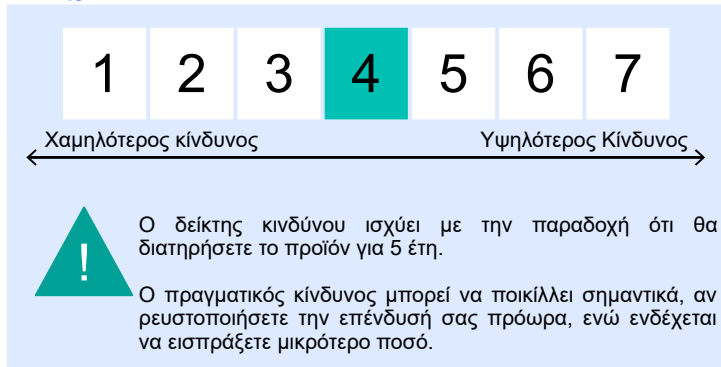 1 2 3 4 5 6 7
Χαμηλότερος κίνδυνος Υψηλότερος Κίνδυνος
!
Ο δείκτης κινδύνου ισχύει με την παραδοχή ότι θα
διατηρήσετε το προϊόν για 5 έτη.
Ο πραγματικός κίνδυνος μπορεί να ποικίλλει σημαντικά, αν
ρευστοποιήσετε την επένδυσή σας πρόωρα, ενώ ενδέχεται
να εισπράξετε μικρότερο ποσό.